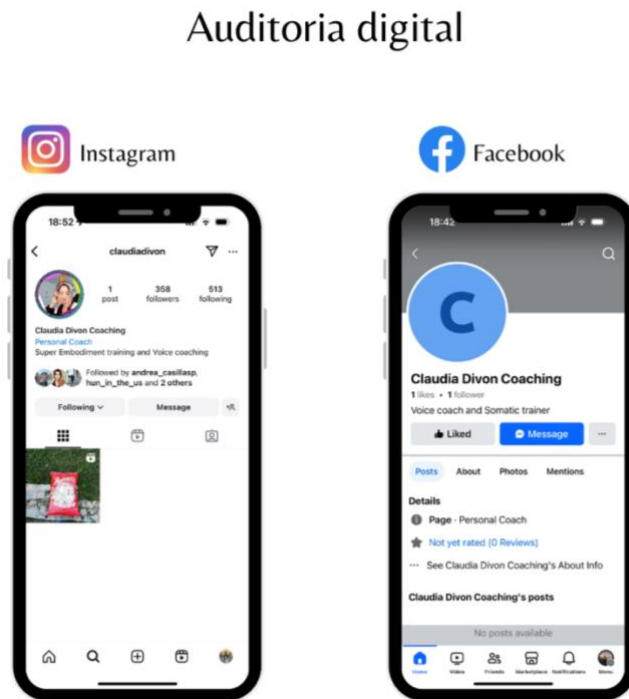 Auditoria digital
Instagram
Facebook
18:52
claudiadivon
1 post
358 followers
513 following
Claudia Divon Coaching
Personal Coach
Super Embodiment training and Voice coaching
Followed by andrea_casillasp,
hun_in_the_us and 2 others
Following
Message
18:42
C
Claudia Divon Coaching
1 likes • 1 follower
Voice coach and Somatic trainer
Liked
Message
Posts About Photos Mentions
Details
Page · Personal Coach
Not yet rated (0 Reviews)
See Claudia Divon Coaching's About Info
Claudia Divon Coaching's posts
No posts available
Home Video Friends Marketplace Notifications Menu